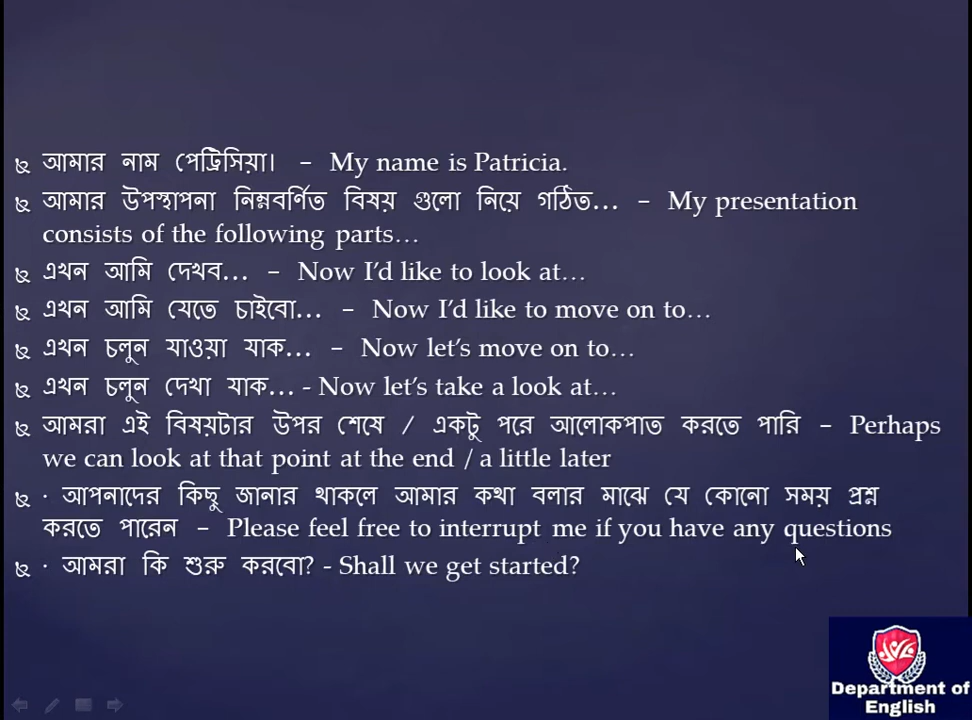 আমার নাম পেট্রিসিয়া। – My name is Patricia.
আমার উপস্থাপনা নিম্নবর্ণিত বিষয় গুলো নিয়ে গঠিত... – My presentation
consists of the following parts…
এখন আমি দেখব... – Now I'd like to look at…
এখন আমি যেতে চাইবো... – Now I'd like to move on to…
এখন চলুন যাওয়া যাক... – Now let's move on to…
এখন চলুন দেখা যাক... - Now let's take a look at…
আমরা এই বিষয়টার উপর শেষে / একটু পরে আলোকপাত করতে পারি – Perhaps
we can look at that point at the end / a little later
· আপনাদের কিছু জানার থাকলে আমার কথা বলার মাঝে যে কোনো সময় প্রশ্ন
করতে পারেন – Please feel free to interrupt me if you have any questions
· আমরা কি শুরু করবো? - Shall we get started?
Department of
English